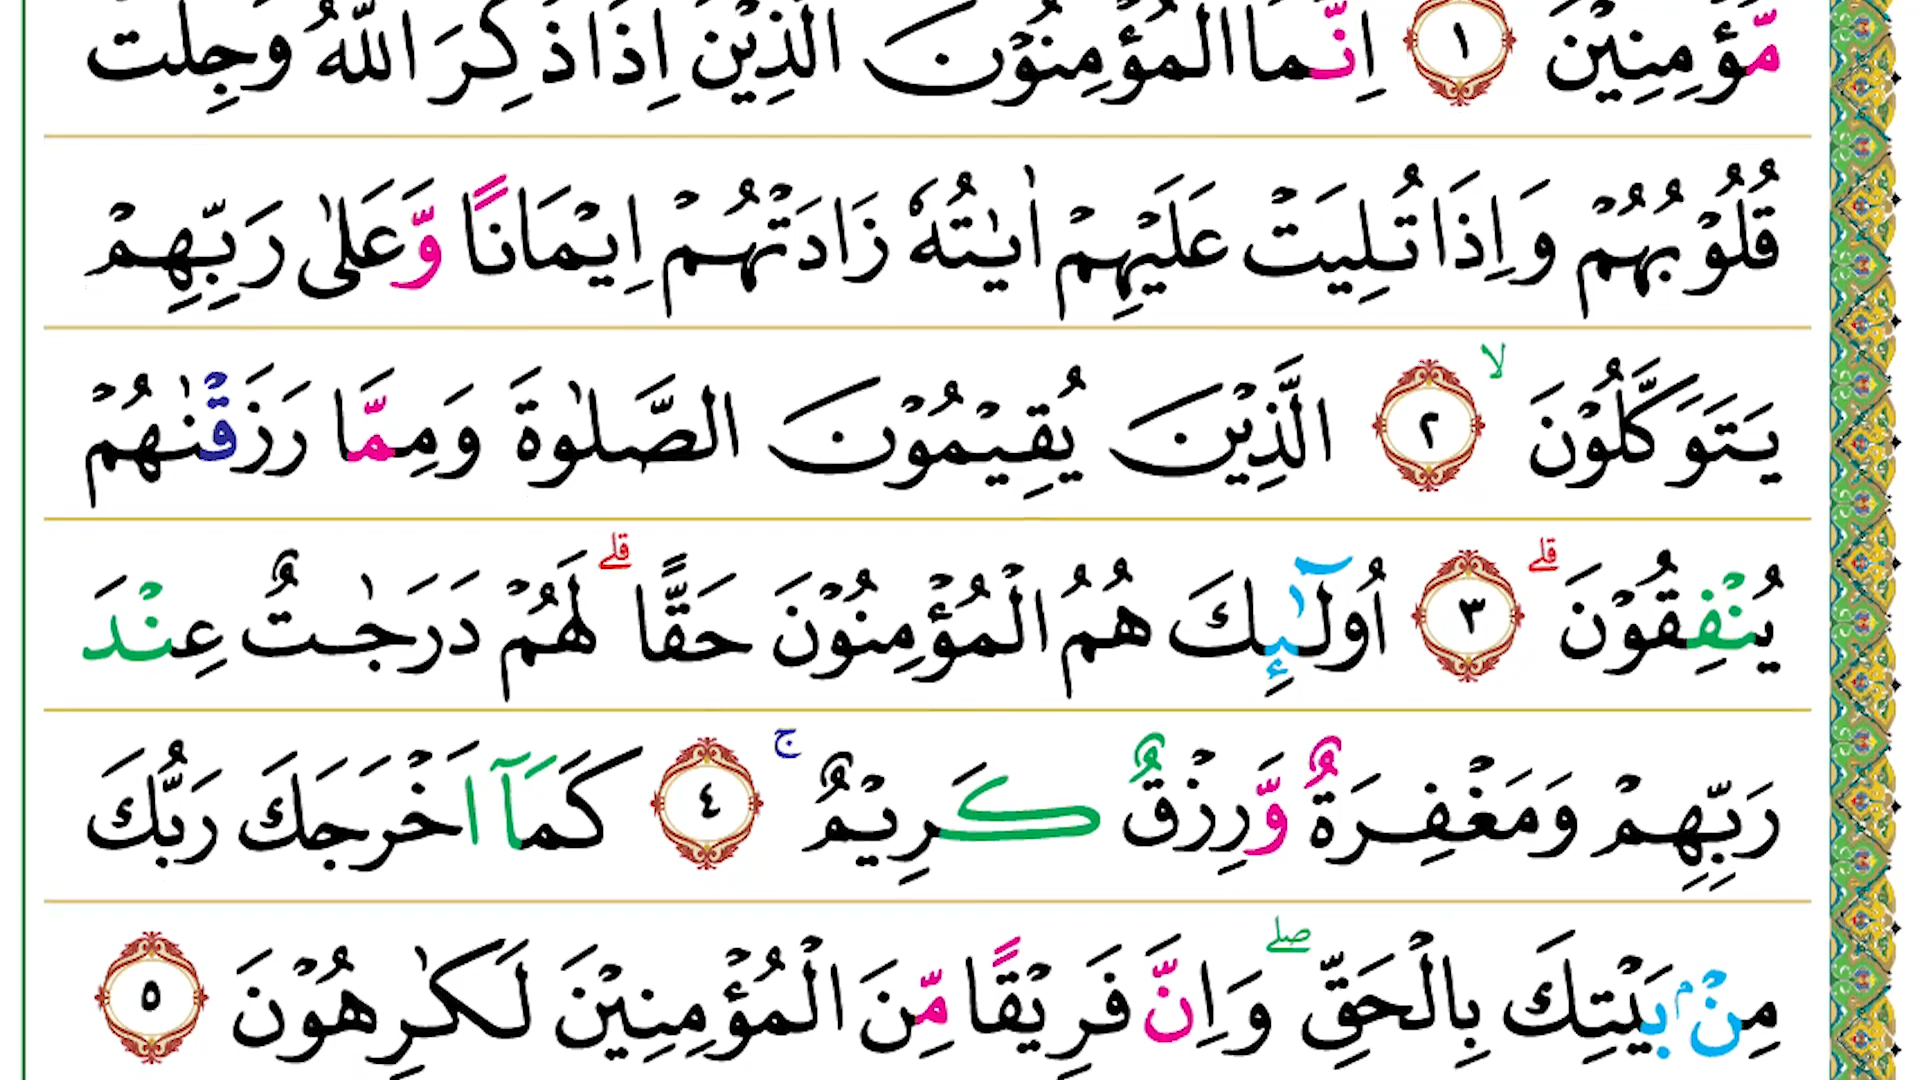 مُّؤْمِنِيْنَ ١ اِنَّمَا الْمُؤْمِنُوْنَ الَّذِيْنَ اِذَا ذُكِرَ اللّٰهُ وَجِلَتْ
قُلُوْبُهُمْ وَ اِذَا تُلِيَتْ عَلَيْهِمْ اٰيٰتُهٗ زَادَتْهُمْ اِيْمَانًا وَّعَلٰى رَبِّهِمْ
يَتَوَكَّلُوْنَ ۙ ٢ الَّذِيْنَ يُقِيْمُوْنَ الصَّلٰوةَ وَمِمَّا رَزَقْنٰهُمْ
يُنْفِقُوْنَ ۗ ٣ اُولٰٓئِكَ هُمُ الْمُؤْمِنُوْنَ حَقًّا ۗ لَهُمْ دَرَجٰتٌ عِنْدَ
رَبِّهِمْ وَمَغْفِرَةٌ وَّرِزْقٌ كَرِيْمٌ ۚ ٤ كَمَآ اَخْرَجَكَ رَبُّكَ
مِنْۢ بَيْتِكَ بِالْحَقِّ ۖ وَاِنَّ فَرِيْقًا مِّنَ الْمُؤْمِنِيْنَ لَكٰرِهُوْنَ ٥